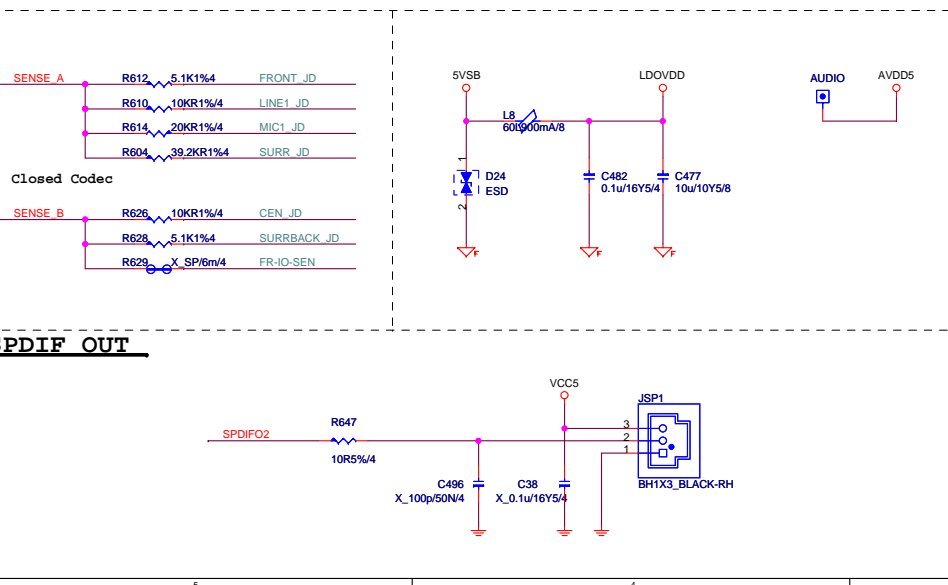 SENSE_A
R612 5.1K1%4 FRONT_JD
R610 10KR1%/4 LINE1_JD
R614 20KR1%/4 MIC1_JD
R604 39.2KR1%/4 SURR_JD
Closed Codec
SENSE_B
R626 10KR1%/4 CEN_JD
R628 5.1K1%4 SURRBACK_JD
R629 X_SP/6m/4 FR-IO-SEN
5VSB
LDOVDD
AUDIO
AVDD5
L8
60L900mA/8
1
D24
ESD
2
C482
0.1u/16Y5/4
C477
10u/10Y5/8
F
F
F
SPDIF OUT
VCC5
JSP1
R647
SPDIFO2
10R5%/4
3
2
1
C496
X_100p/50N/4
C38
X_0.1u/16Y5/4
BH1X3_BLACK-RH